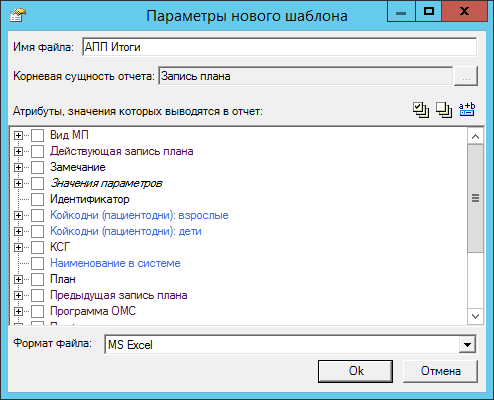 Параметры нового шаблона
Имя файла: АПП Итоги
Корневая сущность отчета: Запись плана ...
Атрибуты, значения которых выводятся в отчет: a+b
Вид МП
Действующая запись плана
Замечание
Значения параметров
Идентификатор
Койкодни (пациентодни): взрослые
Койкодни (пациентодни): дети
КСГ
Наименование в системе
План
Предыдущая запись плана
Программа ОМС
Формат файла: MS Excel
Ok Отмена